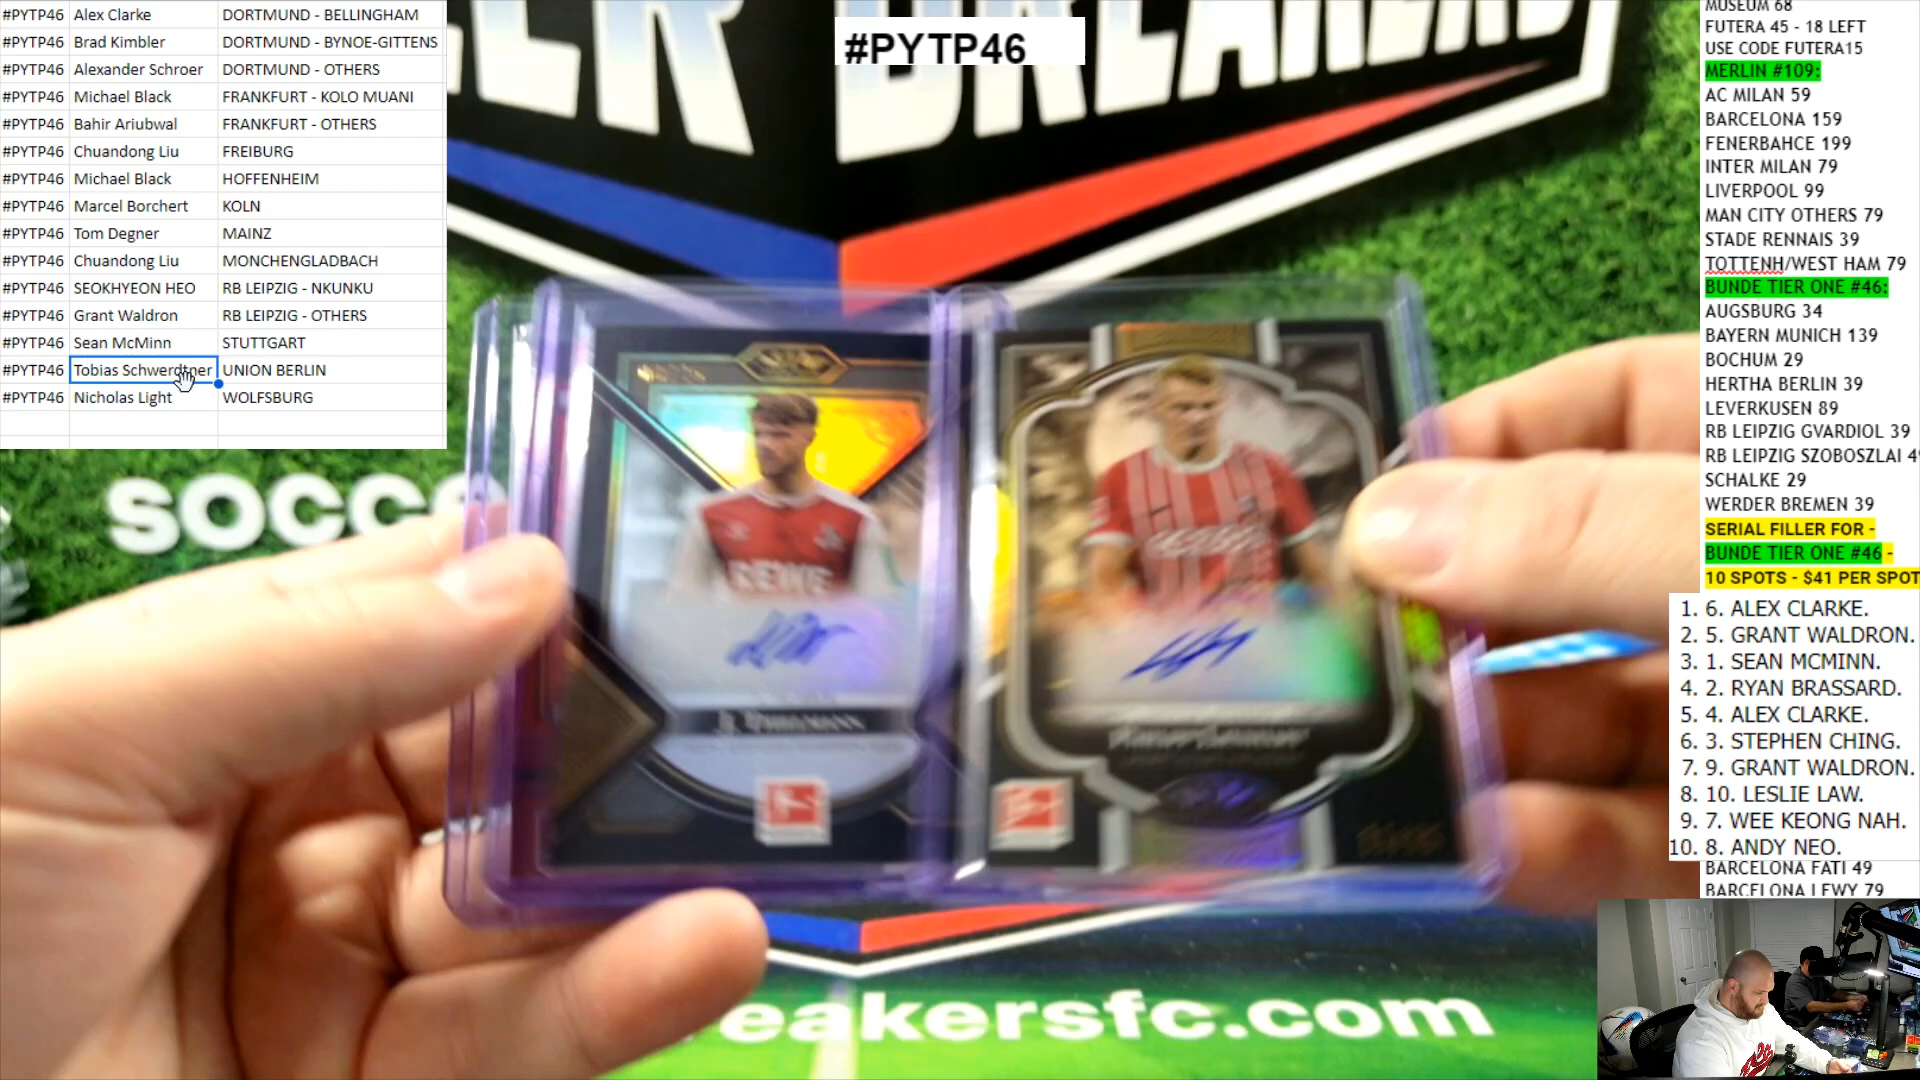 #PYTP46 Alex Clarke DORTMUND - BELLINGHAM
#PYTP46 Brad Kimbler DORTMUND - BYNOE-GITTENS
#PYTP46 Alexander Schroer DORTMUND - OTHERS
#PYTP46 Michael Black FRANKFURT - KOLO MUANI
#PYTP46 Bahir Ariubwal FRANKFURT - OTHERS
#PYTP46 Chuandong Liu FREIBURG
#PYTP46 Michael Black HOFFENHEIM
#PYTP46 Marcel Borchert KOLN
#PYTP46 Tom Degner MAINZ
#PYTP46 Chuandong Liu MONCHENGLADBACH
#PYTP46 SEOKHYEON HEO RB LEIPZIG - NKUNKU
#PYTP46 Grant Waldron RB LEIPZIG - OTHERS
#PYTP46 Sean McMinn STUTTGART
#PYTP46 Tobias Schwerdtner UNION BERLIN
#PYTP46 Nicholas Light WOLFSBURG
#PYTP46
SOCCE
REWE
eakersfc.com
MUSEUM 68
FUTERA 45 - 18 LEFT
USE CODE FUTERA15
MERLIN #109:
AC MILAN 59
BARCELONA 159
FENERBAHCE 199
INTER MILAN 79
LIVERPOOL 99
MAN CITY OTHERS 79
STADE RENNAIS 39
TOTTENH/WEST HAM 79
BUNDE TIER ONE #46:
AUGSBURG 34
BAYERN MUNICH 139
BOCHUM 29
HERTHA BERLIN 39
LEVERKUSEN 89
RB LEIPZIG GVARDIOL 39
RB LEIPZIG SZOBOSZLAI 49
SCHALKE 29
WERDER BREMEN 39
SERIAL FILLER FOR -
BUNDE TIER ONE #46 -
10 SPOTS - $41 PER SPOT
1. 6. ALEX CLARKE.
2. 5. GRANT WALDRON.
3. 1. SEAN MCMINN.
4. 2. RYAN BRASSARD.
5. 4. ALEX CLARKE.
6. 3. STEPHEN CHING.
7. 9. GRANT WALDRON.
8. 10. LESLIE LAW.
9. 7. WEE KEONG NAH.
10. 8. ANDY NEO.
BARCELONA FATI 49
BARCELONA LEWY 79